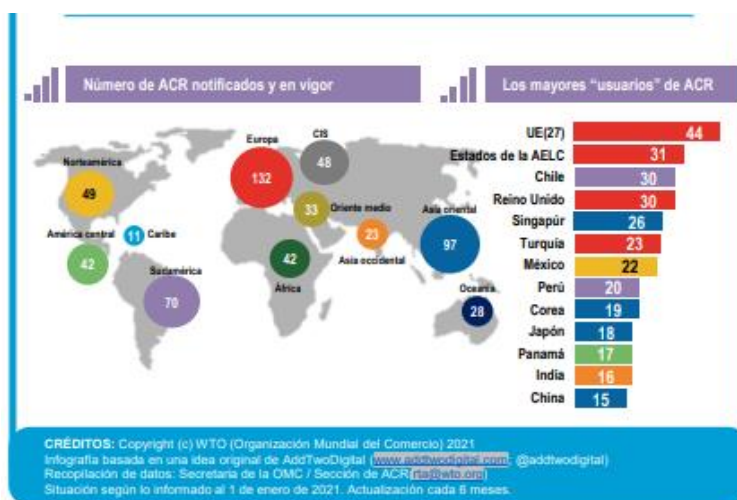 Número de ACR notificados y en vigor
Los mayores “usuarios” de ACR
Norteamérica
49
América central
42
11
Caribe
Sudamérica
70
Europa
132
CIS
48
33
Oriente medio
42
África
23
Asia occidental
Asia oriental
97
Oceanía
28
UE(27) 44
Estados de la AELC 31
Chile 30
Reino Unido 30
Singapúr 26
Turquía 23
México 22
Perú 20
Corea 19
Japón 18
Panamá 17
India 16
China 15
CRÉDITOS: Copyright (c) WTO (Organización Mundial del Comercio) 2021
Infografía basada en una idea original de AddTwoDigital (www.addtwodigital.com; @addtwodigital)
Recopilación de datos: Secretaría de la OMC / Sección de ACR(rta@wto.org)
Situación según lo informado al 1 de enero de 2021. Actualización cada 6 meses.